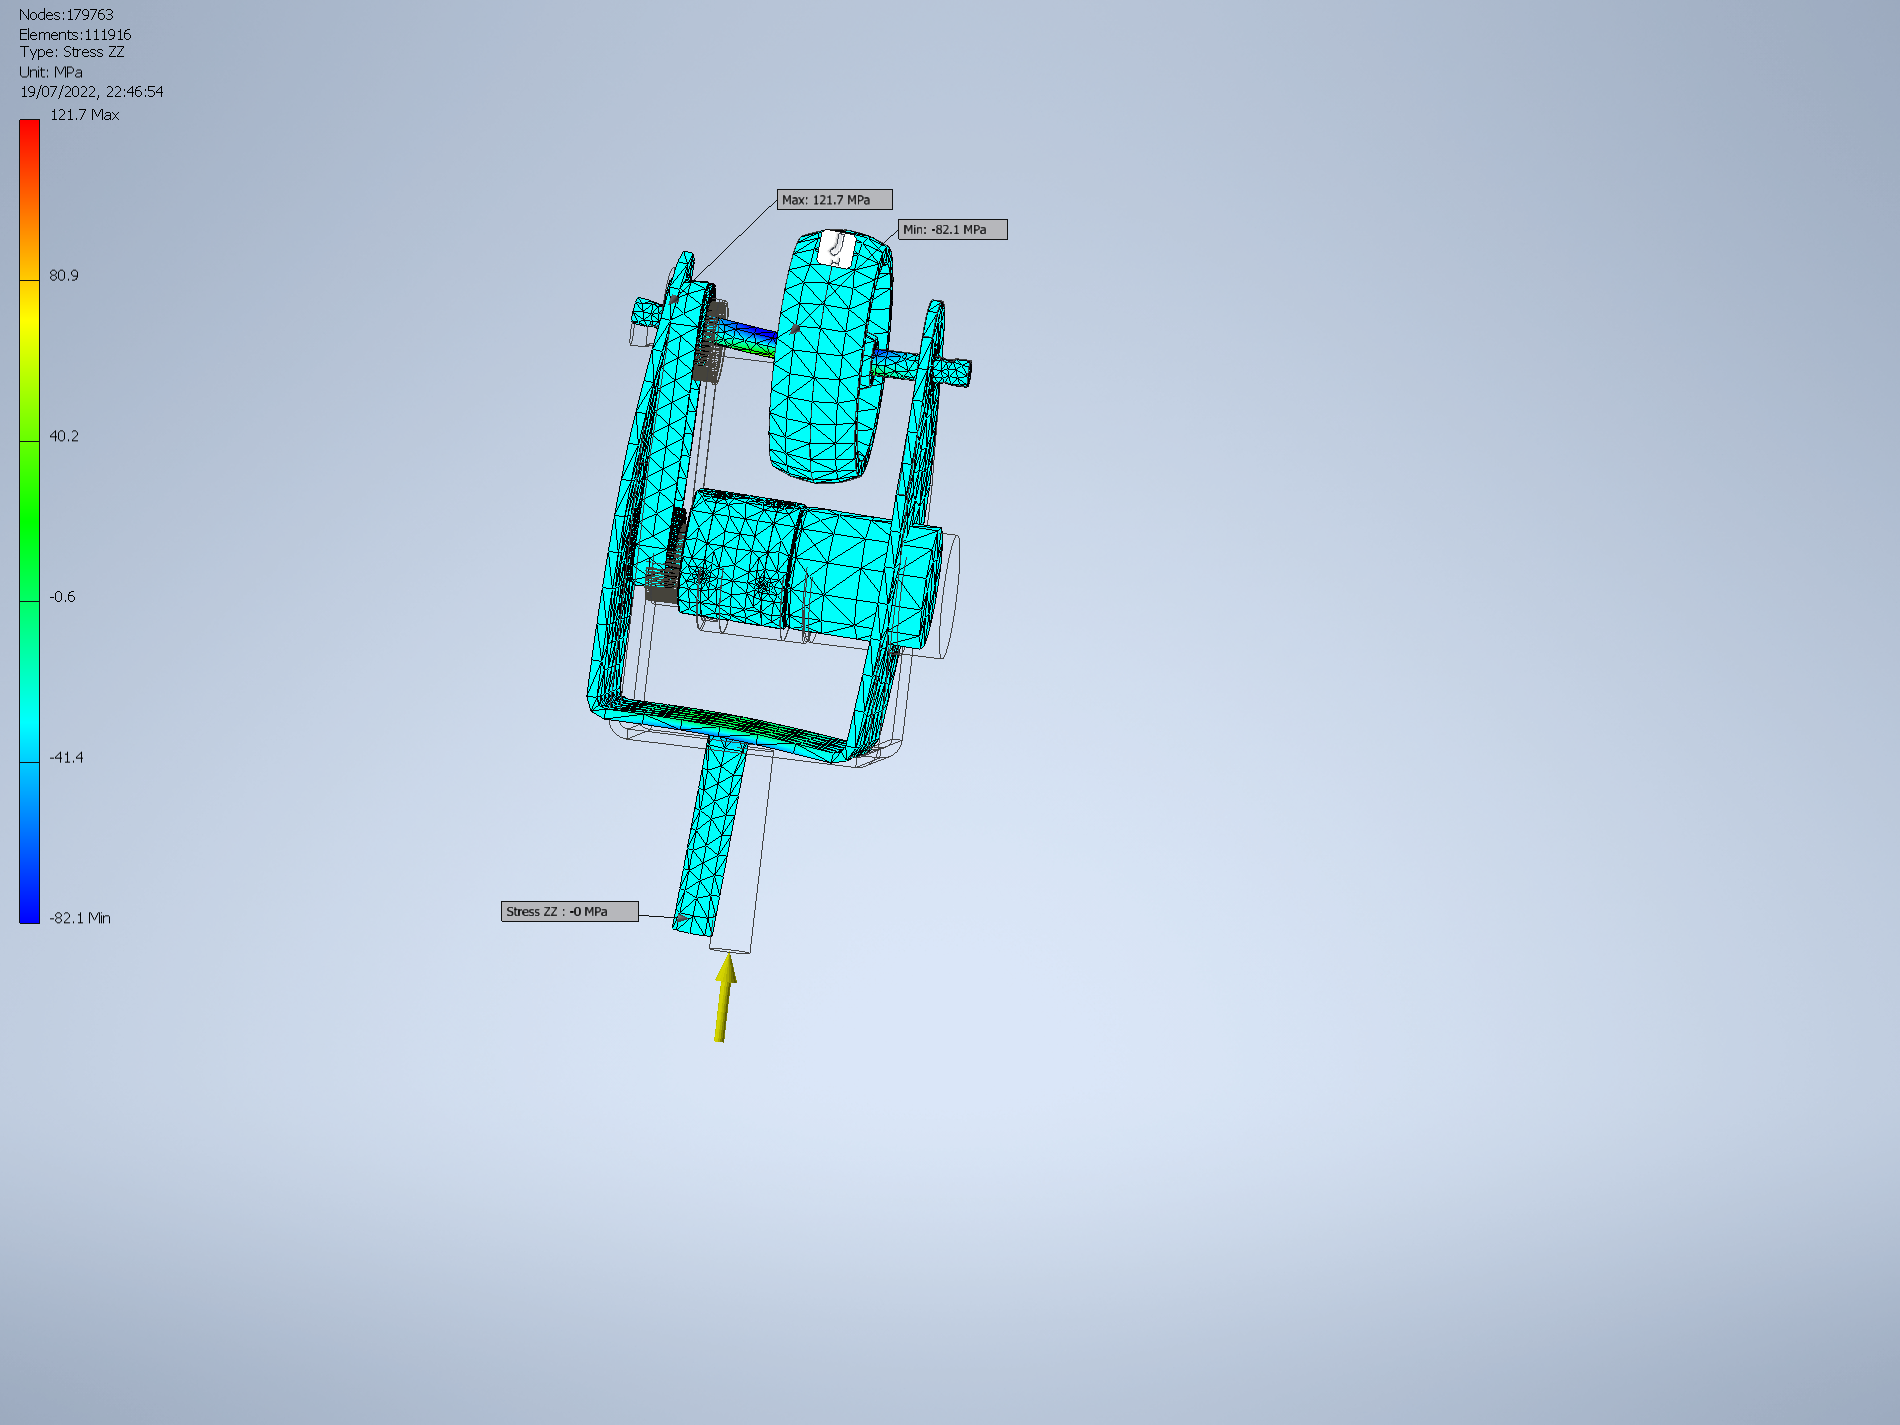 Nodes:179763
Elements:111916
Type: Stress ZZ
Unit: MPa
19/07/2022, 22:46:54
121.7 Max
80.9
40.2
-0.6
-41.4
-82.1 Min
Max: 121.7 MPa
Min: -82.1 MPa
Stress ZZ : -0 MPa